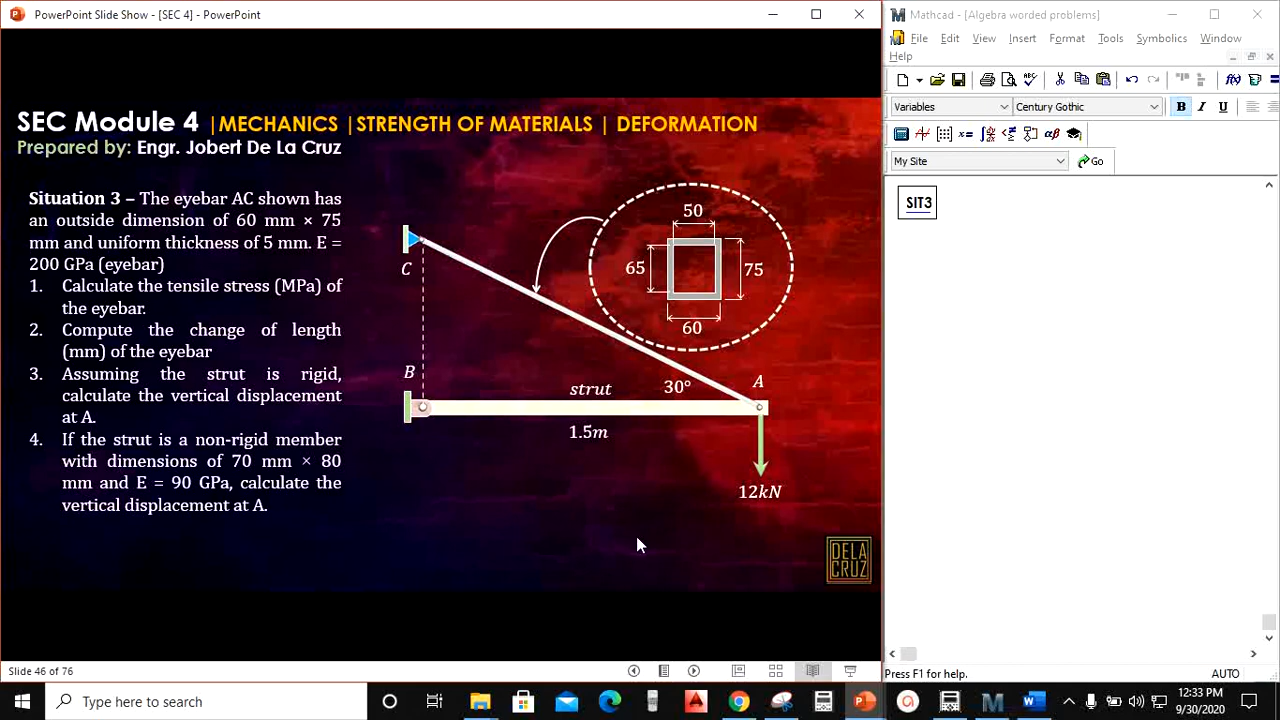 PowerPoint Slide Show - [SEC 4] - PowerPoint
Mathcad - [Algebra worded problems]
File Edit View Insert Format Tools Symbolics Window
Help
Variables
Century Gothic
B I U
My Site
Go
SIT3
SEC Module 4 |MECHANICS |STRENGTH OF MATERIALS | DEFORMATION
Prepared by: Engr. Jobert De La Cruz
Situation 3 – The eyebar AC shown has
an outside dimension of 60 mm × 75
mm and uniform thickness of 5 mm. E =
200 GPa (eyebar)
1. Calculate the tensile stress (MPa) of
the eyebar.
2. Compute the change of length
(mm) of the eyebar
3. Assuming the strut is rigid,
calculate the vertical displacement
at A.
4. If the strut is a non-rigid member
with dimensions of 70 mm × 80
mm and E = 90 GPa, calculate the
vertical displacement at A.
50
65
75
60
C
B
strut
30°
A
1.5m
12kN
DELA
CRUZ
Slide 46 of 76
Press F1 for help.
AUTO
Type here to search
12:33 PM
9/30/2020